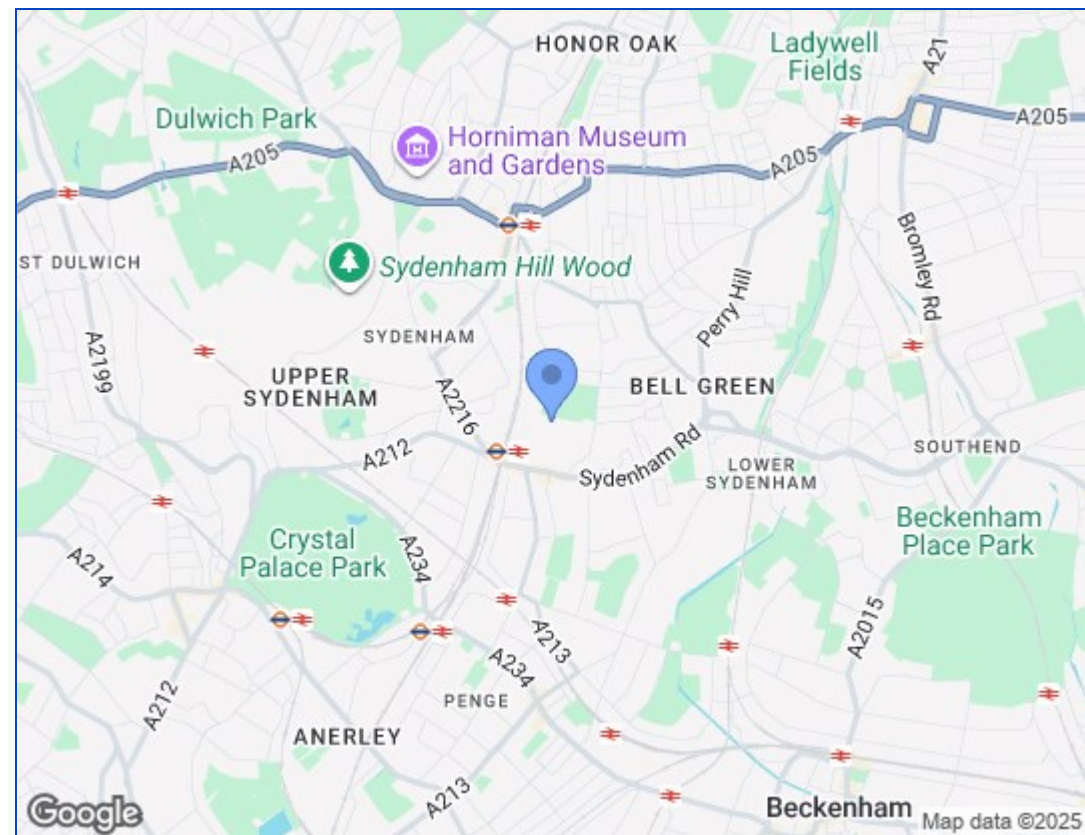 HONOR OAK
Ladywell
Fields
A21
Dulwich Park
Horniman Museum
and Gardens
A205
A205
A205
ST DULWICH
Sydenham Hill Wood
Bromley Rd
Perry Hill
SYDENHAM
A2199
UPPER
SYDENHAM
A2216
BELL GREEN
A212
Sydenham Rd
SOUTHEND
LOWER
SYDENHAM
Crystal
Palace Park
Beckenham
Place Park
A214
A234
A2015
A213
A234
A212
PENGE
ANERLEY
A213
Beckenham
Google
Map data ©2025